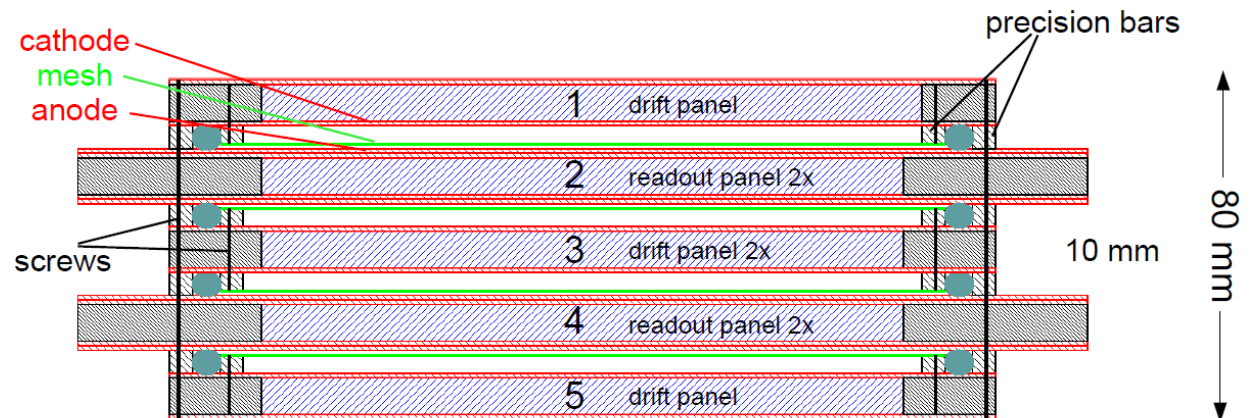 precision bars
cathode
mesh
anode
1 drift panel
2 readout panel 2x
3 drift panel 2x
screws
10 mm
80 mm
4 readout panel 2x
5 drift panel